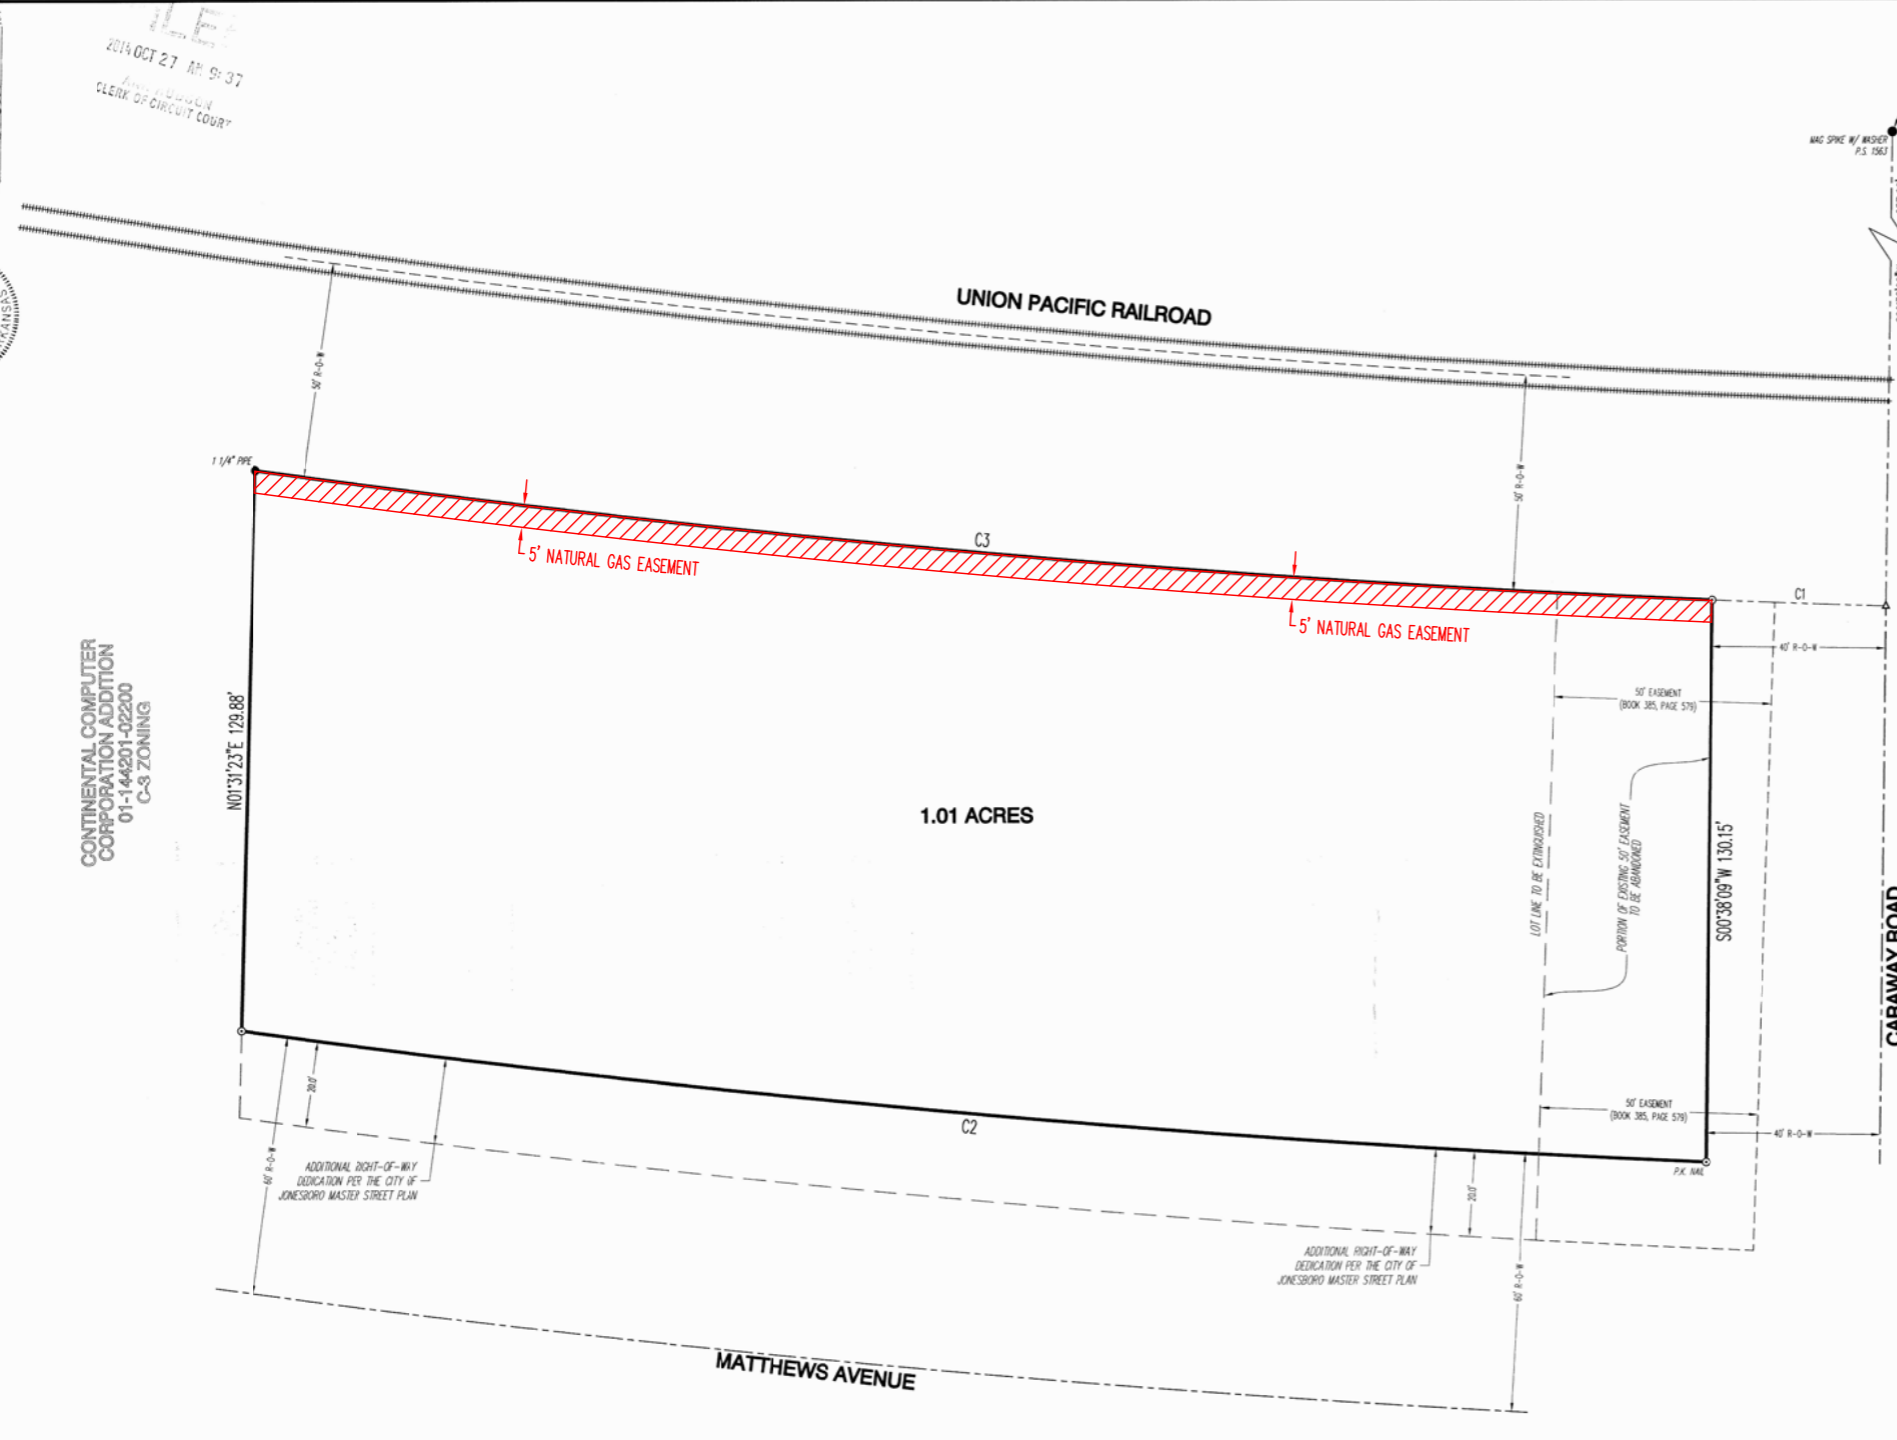 2014 OCT 27 AM 9:37
CLERK OF CIRCUIT COURT
MAG SPIKE W/ WASHER
P.S. 1563
UNION PACIFIC RAILROAD
50' R-O-W
50' R-O-W
1 1/4" PIPE
C3
5' NATURAL GAS EASEMENT
5' NATURAL GAS EASEMENT
C1
40' R-O-W
50' EASEMENT
(BOOK 385, PAGE 579)
CONTINENTAL COMPUTER
CORPORATION ADDITION
01-144201-02200
C-3 ZONING
N01°31'23"E 129.88'
1.01 ACRES
LOT LINE TO BE EXTINGUISHED
PORTION OF EXISTING 50' EASEMENT
TO BE ABANDONED
S00°38'09"W 130.15'
CARAWAY ROAD
50' EASEMENT
(BOOK 385, PAGE 579)
40' R-O-W
P.K. NAIL
C2
20.0'
60' R-O-W
ADDITIONAL RIGHT-OF-WAY
DEDICATION PER THE CITY OF
JONESBORO MASTER STREET PLAN
20.0'
60' R-O-W
ADDITIONAL RIGHT-OF-WAY
DEDICATION PER THE CITY OF
JONESBORO MASTER STREET PLAN
MATTHEWS AVENUE